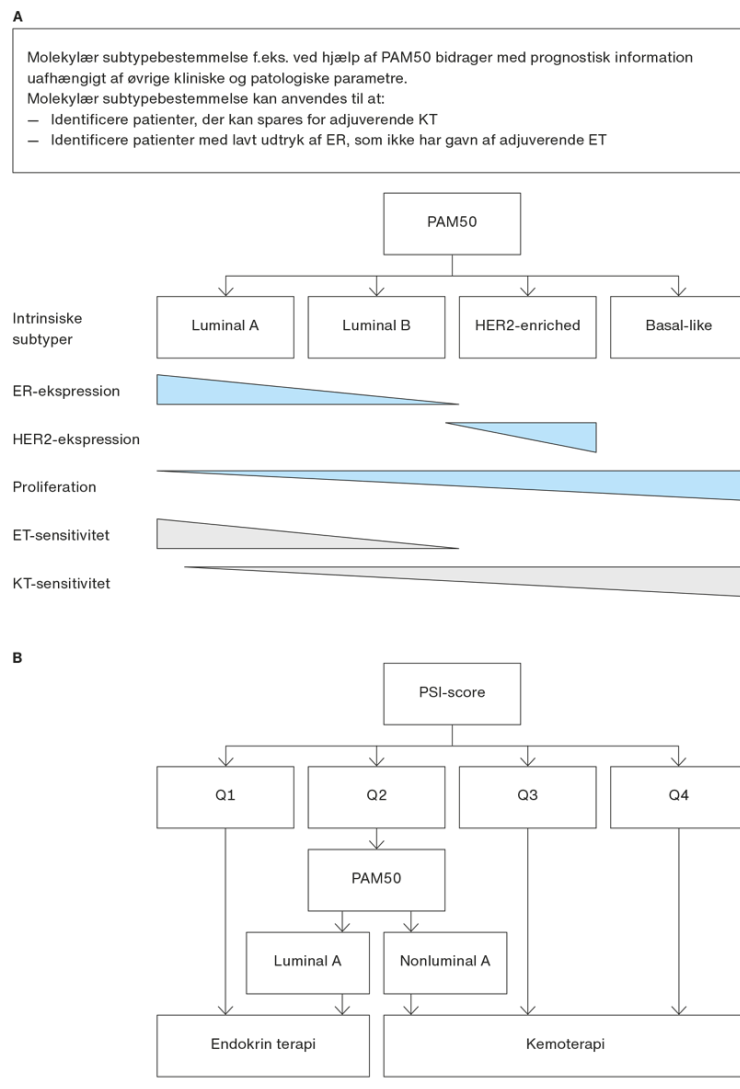 A
Molekylær subtypebestemmelse f.eks. ved hjælp af PAM50 bidrager med prognostisk information
uafhængigt af øvrige kliniske og patologiske parametre.
Molekylær subtypebestemmelse kan anvendes til at:
— Identificere patienter, der kan spares for adjuverende KT
— Identificere patienter med lavt udtryk af ER, som ikke har gavn af adjuverende ET
PAM50
Intrinsiske
subtyper
Luminal A
Luminal B
HER2-enriched
Basal-like
ER-ekspression
HER2-ekspression
Proliferation
ET-sensitivitet
KT-sensitivitet
B
PSI-score
Q1
Q2
Q3
Q4
PAM50
Luminal A
Nonluminal A
Endokrin terapi
Kemoterapi